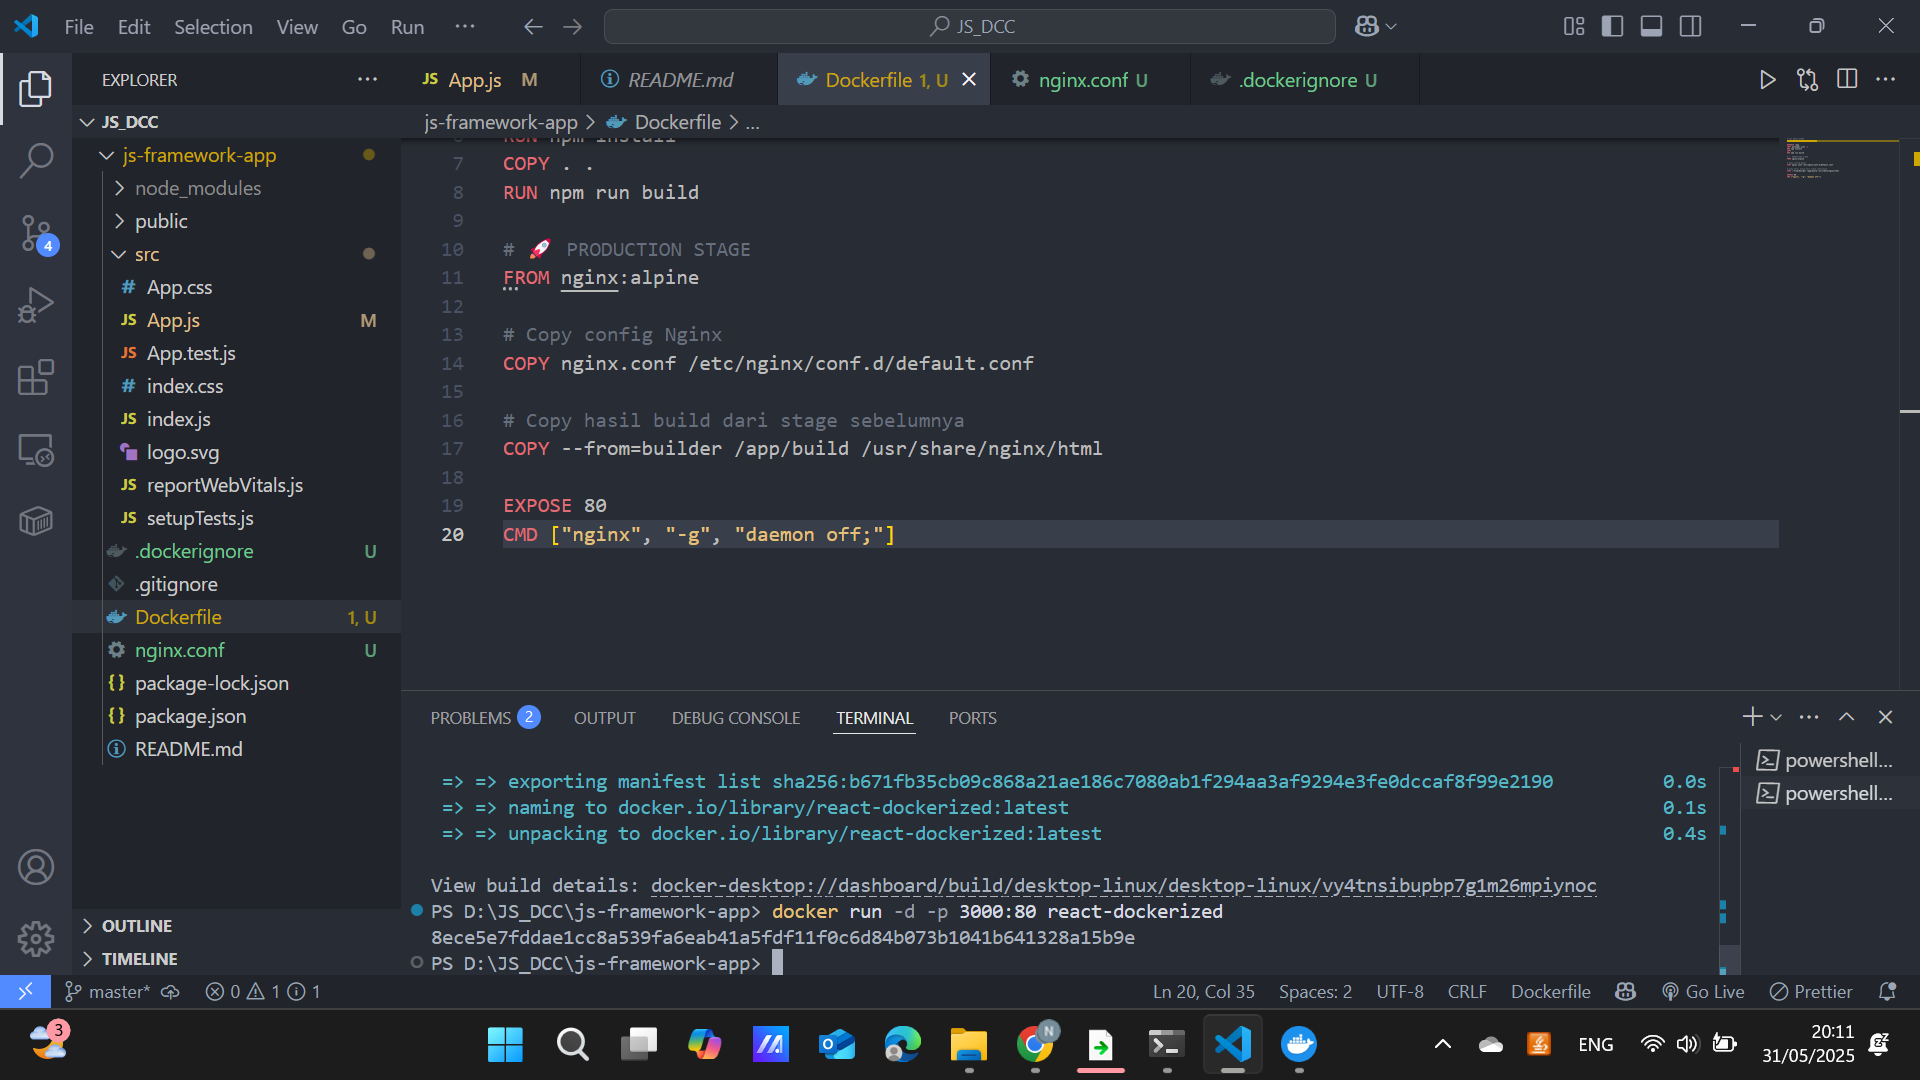 File Edit Selection View Go Run ...
JS_DCC
EXPLORER
JS App.js M
README.md
Dockerfile 1, U
nginx.conf U
.dockerignore U
JS_DCC
js-framework-app > Dockerfile > ...
js-framework-app
node_modules
public
src
# App.css
JS App.js M
JS App.test.js
# index.css
JS index.js
logo.svg
JS reportWebVitals.js
JS setupTests.js
.dockerignore U
.gitignore
Dockerfile 1, U
nginx.conf U
{} package-lock.json
{} package.json
README.md
OUTLINE
TIMELINE
4
RUN npm install
7 COPY . .
8 RUN npm run build
9
10 # 🚀 PRODUCTION STAGE
11 FROM nginx:alpine
12
13 # Copy config Nginx
14 COPY nginx.conf /etc/nginx/conf.d/default.conf
15
16 # Copy hasil build dari stage sebelumnya
17 COPY --from=builder /app/build /usr/share/nginx/html
18
19 EXPOSE 80
20 CMD ["nginx", "-g", "daemon off;"]
PROBLEMS 2 OUTPUT DEBUG CONSOLE TERMINAL PORTS
=> => exporting manifest list sha256:b671fb35cb09c868a21ae186c7080ab1f294aa3af9294e3fe0dccaf8f99e2190 0.0s
=> => naming to docker.io/library/react-dockerized:latest 0.1s
=> => unpacking to docker.io/library/react-dockerized:latest 0.4s
View build details: docker-desktop://dashboard/build/desktop-linux/desktop-linux/vy4tnsibupbp7g1m26mpiynoc
PS D:\JS_DCC\js-framework-app> docker run -d -p 3000:80 react-dockerized
8ece5e7fddae1cc8a539fa6eab41a5fdf11f0c6d84b073b1041b641328a15b9e
PS D:\JS_DCC\js-framework-app>
powershell...
powershell...
master* 0 1 1
Ln 20, Col 35 Spaces: 2 UTF-8 CRLF Dockerfile Go Live Prettier
3
N
ENG
20:11
31/05/2025